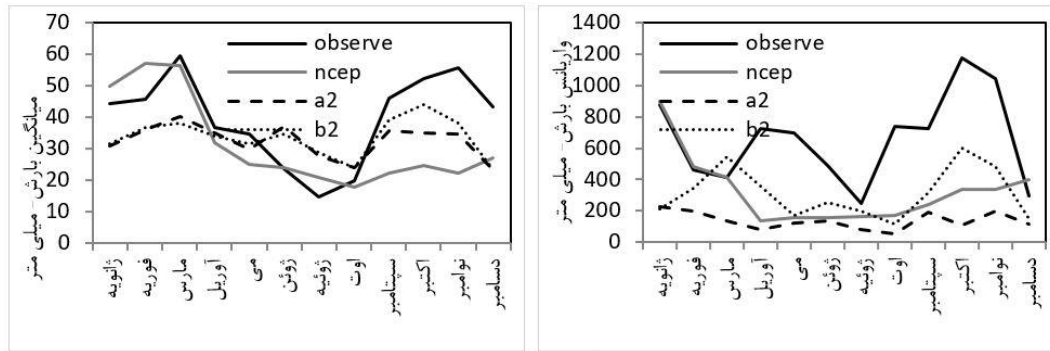 میانگین بارش - میلی متر
70
60
50
40
30
20
10
0
observe
ncep
a2
b2
ژانویه
فوریه
مارس
آوریل
می
ژوئن
ژوئیه
اوت
سپتامبر
اکتبر
نوامبر
دسامبر
واریانس بارش - میلی متر
1400
1200
1000
800
600
400
200
0
observe
ncep
a2
b2
ژانویه
فوریه
مارس
آوریل
می
ژوئن
ژوئیه
اوت
سپتامبر
اکتبر
نوامبر
دسامبر